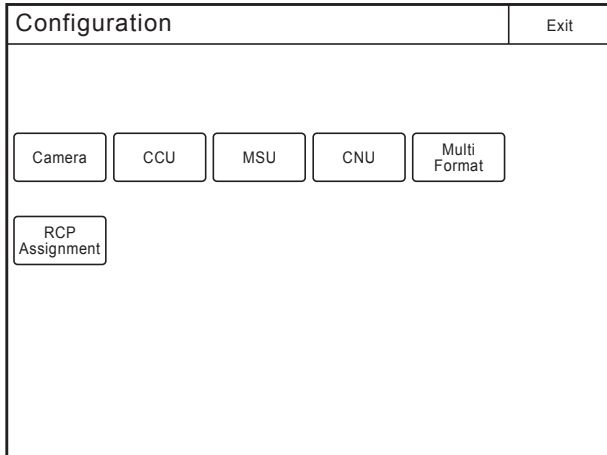 Configuration
Exit
Camera
CCU
MSU
CNU
Multi
Format
RCP
Assignment